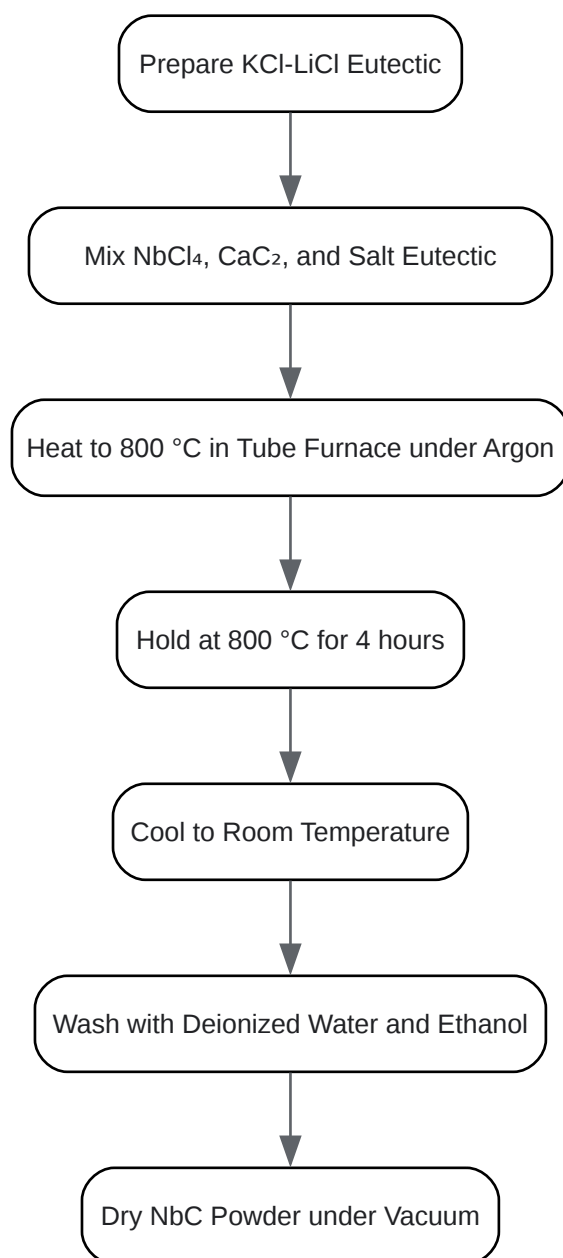 Prepare KCl-LiCl Eutectic
Mix NbCl₄, CaC₂, and Salt Eutectic
Heat to 800 °C in Tube Furnace under Argon
Hold at 800 °C for 4 hours
Cool to Room Temperature
Wash with Deionized Water and Ethanol
Dry NbC Powder under Vacuum